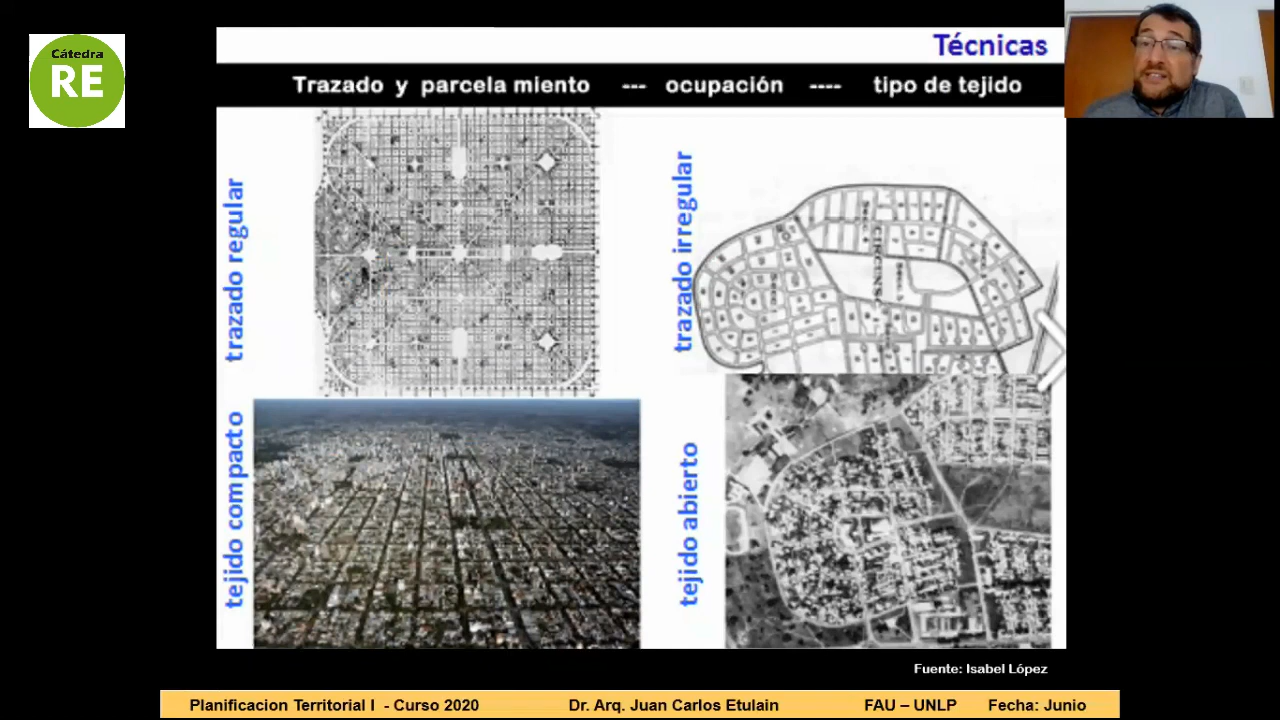 Cátedra
RE
Técnicas
Trazado y parcela miento --- ocupación ---- tipo de tejido
trazado regular
trazado irregular
tejido compacto
tejido abierto
Fuente: Isabel López
Planificacion Territorial I - Curso 2020 Dr. Arq. Juan Carlos Etulain FAU – UNLP Fecha: Junio